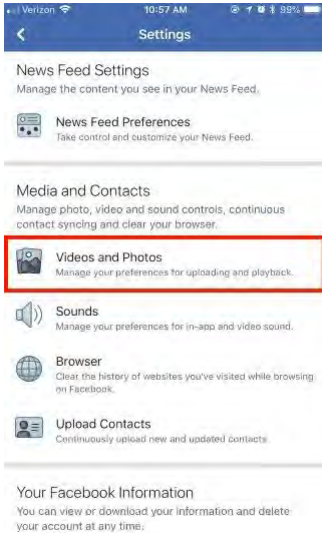 Verizon 10:57 AM 99%
Settings
News Feed Settings
Manage the content you see in your News Feed.
News Feed Preferences
Take control and customize your News Feed.
Media and Contacts
Manage photo, video and sound controls, continuous
contact syncing and clear your browser.
Videos and Photos
Manage your preferences for uploading and playback.
Sounds
Manage your preferences for in-app and video sound.
Browser
Clear the history of websites you've visited while browsing
on Facebook.
Upload Contacts
Continuously upload new and updated contacts.
Your Facebook Information
You can view or download your information and delete
your account at any time.